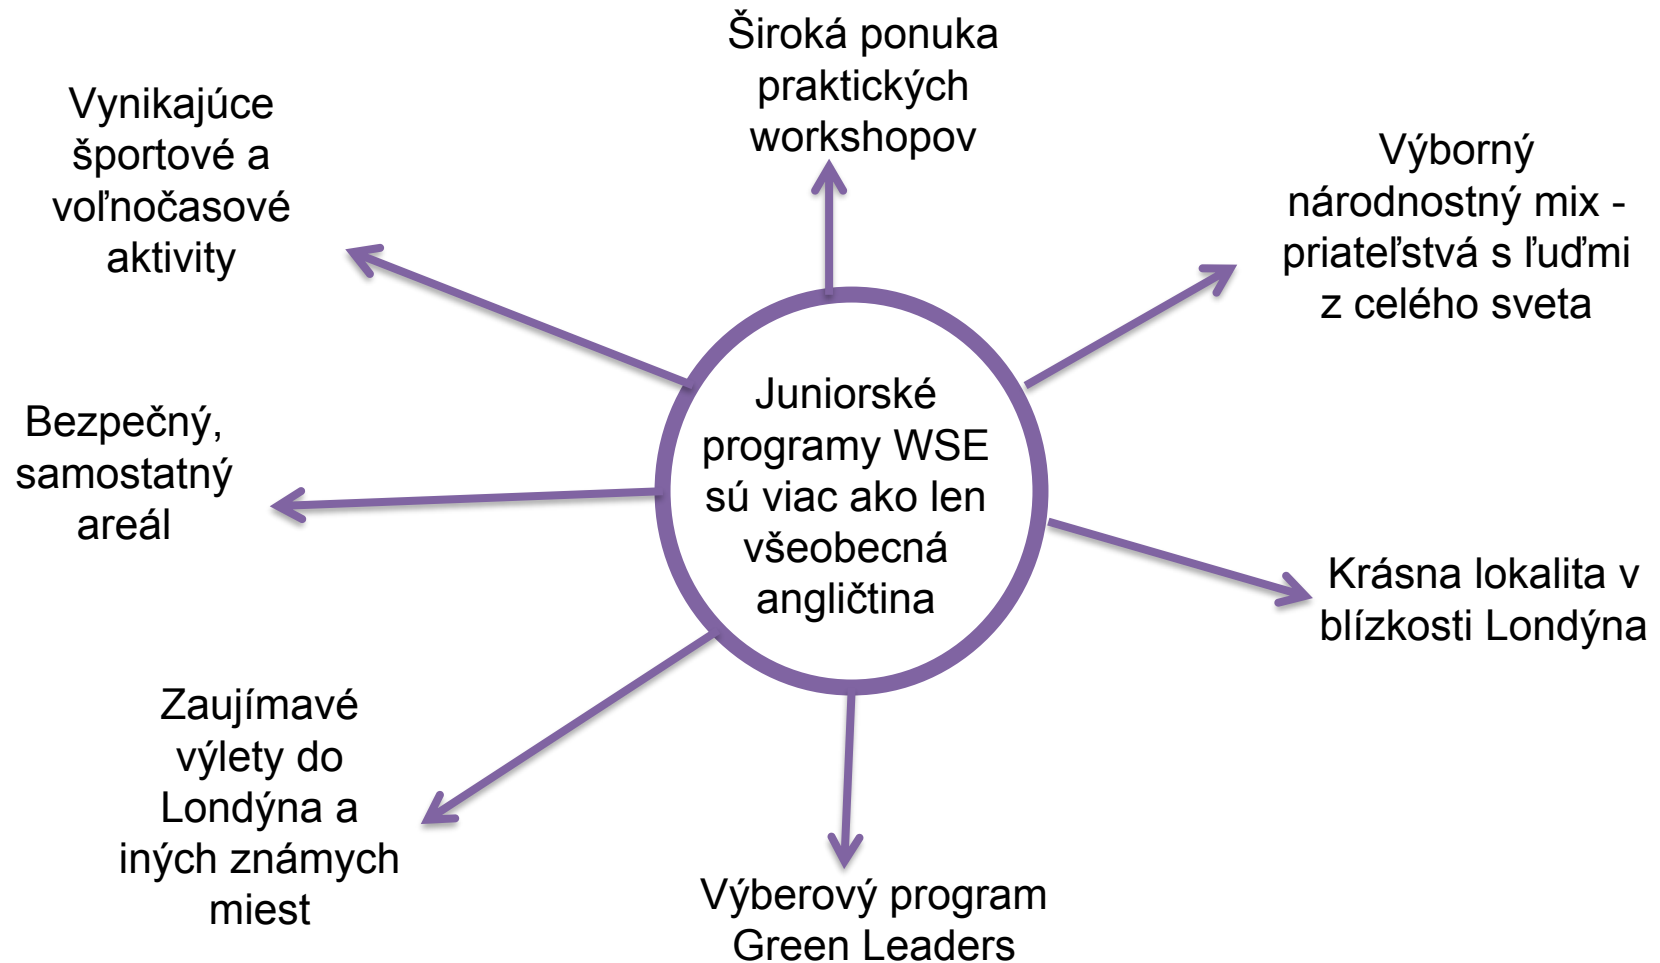 Široká ponuka
praktických
workshopov
Vynikajúce
športové a
voľnočasové
aktivity
Výborný
národnostný mix -
priateľstvá s ľuďmi
z celého sveta
Juniorské
programy WSE
sú viac ako len
všeobecná
angličtina
Bezpečný,
samostatný
areál
Krásna lokalita v
blízkosti Londýna
Zaujímavé
výlety do
Londýna a
iných známych
miest
Výberový program
Green Leaders